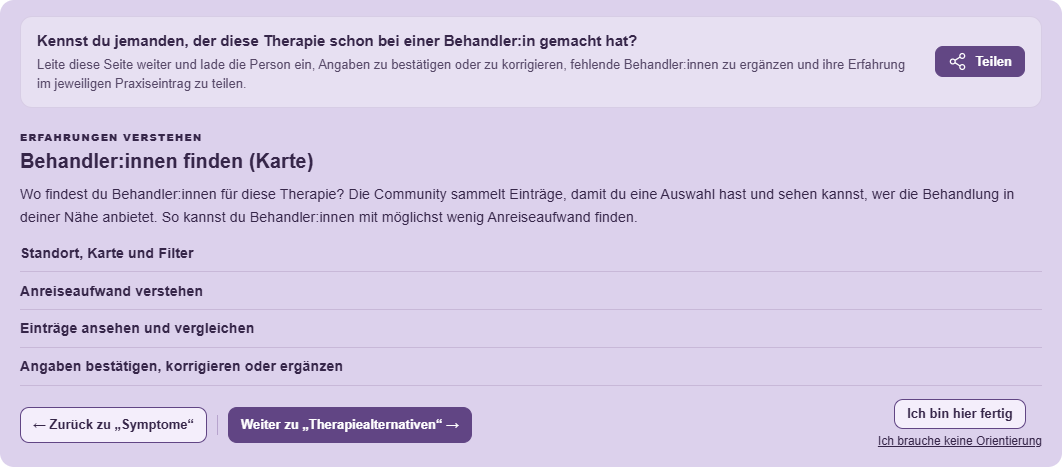 Kennst du jemanden, der diese Therapie schon bei einer Behandler:in gemacht hat?
Leite diese Seite weiter und lade die Person ein, Angaben zu bestätigen oder zu korrigieren, fehlende Behandler:innen zu ergänzen und ihre Erfahrung
im jeweiligen Praxiseintrag zu teilen.
Teilen
ERFAHRUNGEN VERSTEHEN
Behandler:innen finden (Karte)
Wo findest du Behandler:innen für diese Therapie? Die Community sammelt Einträge, damit du eine Auswahl hast und sehen kannst, wer die Behandlung in
deiner Nähe anbietet. So kannst du Behandler:innen mit möglichst wenig Anreiseaufwand finden.
Standort, Karte und Filter
Anreiseaufwand verstehen
Einträge ansehen und vergleichen
Angaben bestätigen, korrigieren oder ergänzen
← Zurück zu „Symptome“
Weiter zu „Therapiealternativen“ →
Ich bin hier fertig
Ich brauche keine Orientierung